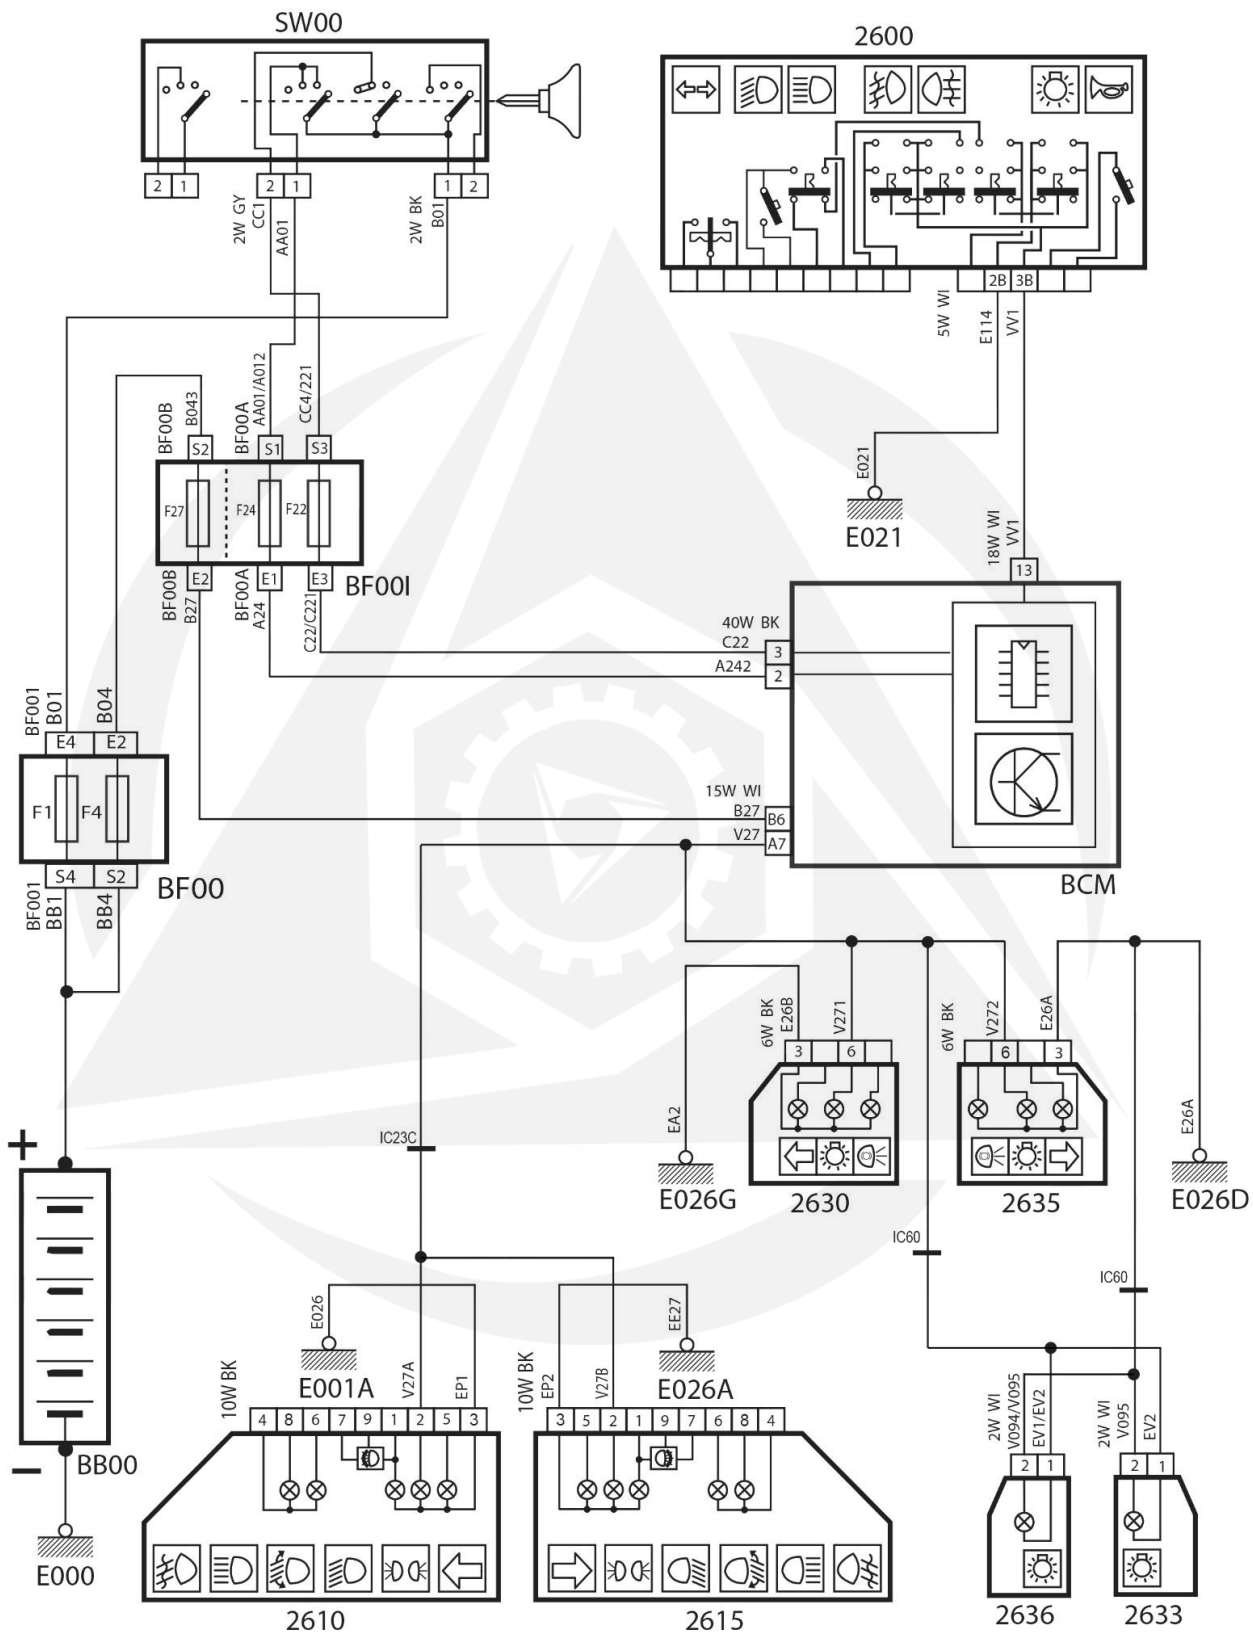 SW00
2600
2 1
2 1
1 2
2W GY
CC1
AA01
2W BK
B01
2B 3B
5W WI
E114
VV1
E021
E021
18W WI
VV1
13
BF00B
B043
BF00A
AA01/A012
CC4/221
S2 S1 S3
F27 F24 F22
E2 E1 E3
BF00I
BF00B
B27
BF00A
A24
C22/C221
40W BK
C22
3
A242
2
15W WI
B27
B6
V27
A7
BCM
BF001
B01
B04
E4 E2
F1 F4
S4 S2
BF00
BF001
BB1
BB4
6W BK
E26B
V271
3 6
6W BK
V272
E26A
6 3
EA2
E026G
2630
2635
E26A
E026D
IC23C
IC60
IC60
+
−
BB00
E000
E026
E001A
10W BK
V27A
EP1
4 8 6 7 9 1 2 5 3
2610
EE27
E026A
10W BK
EP2
V27B
3 5 2 1 9 7 6 8 4
2615
2W WI
V094/V095
EV1/EV2
2 1
2636
2W WI
V095
EV2
2 1
2633